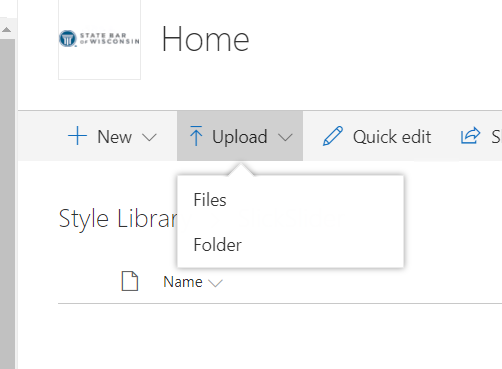 STATE BAR
OF WISCONSIN
Home
New
Upload
Quick edit
Files
Style Librar
Folder
Name